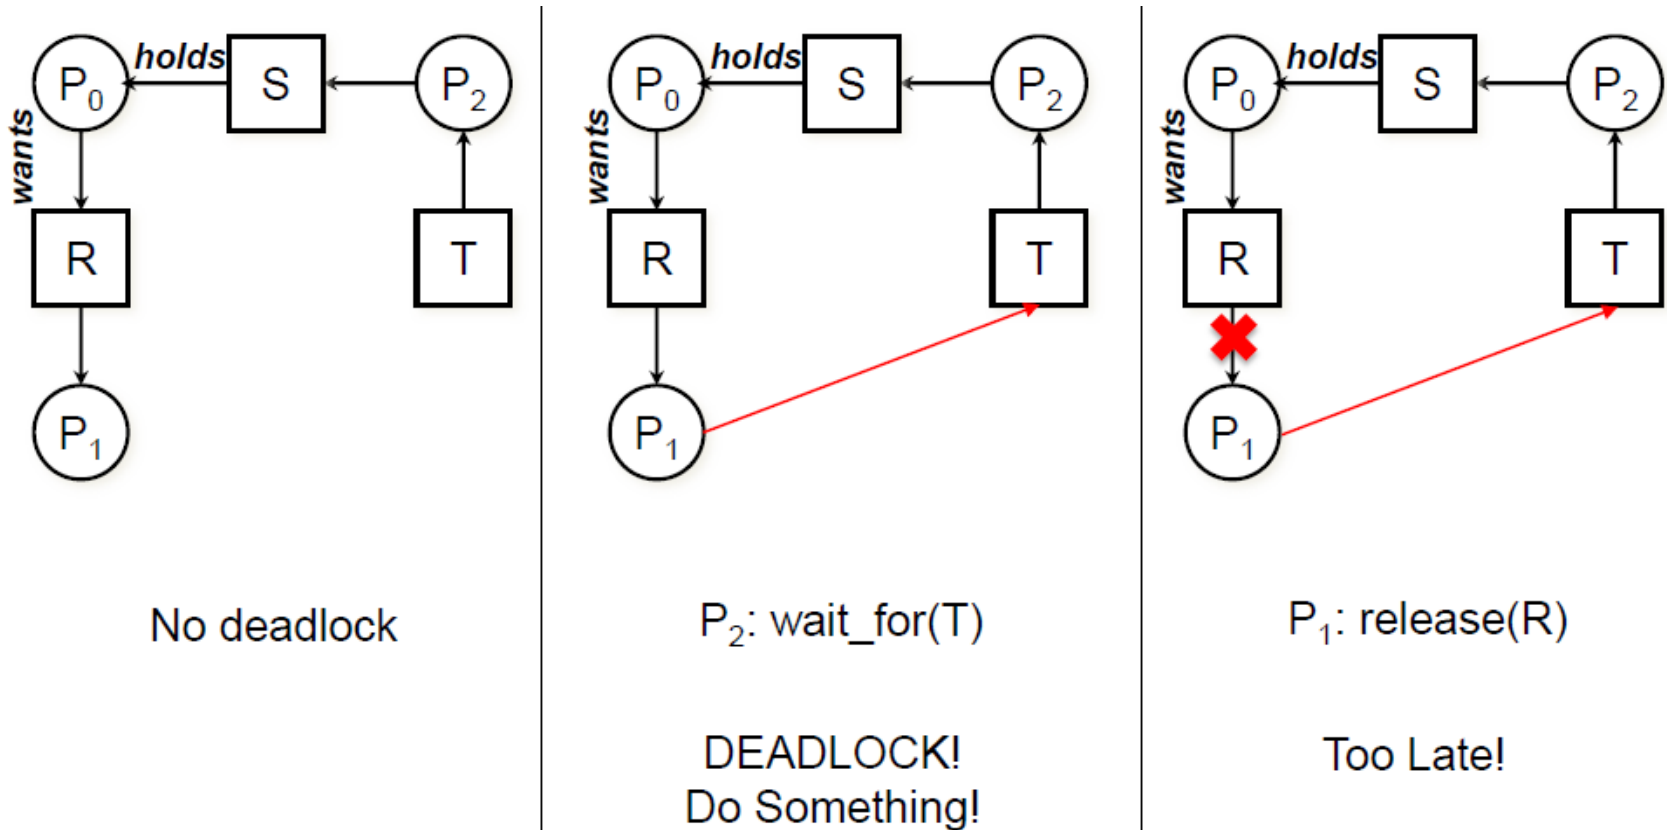 P0 holds S P2
wants
R T
P1
No deadlock
P0 holds S P2
wants
R T
P1
P2: wait_for(T)
DEADLOCK!
Do Something!
P0 holds S P2
wants
R T
P1
P1: release(R)
Too Late!